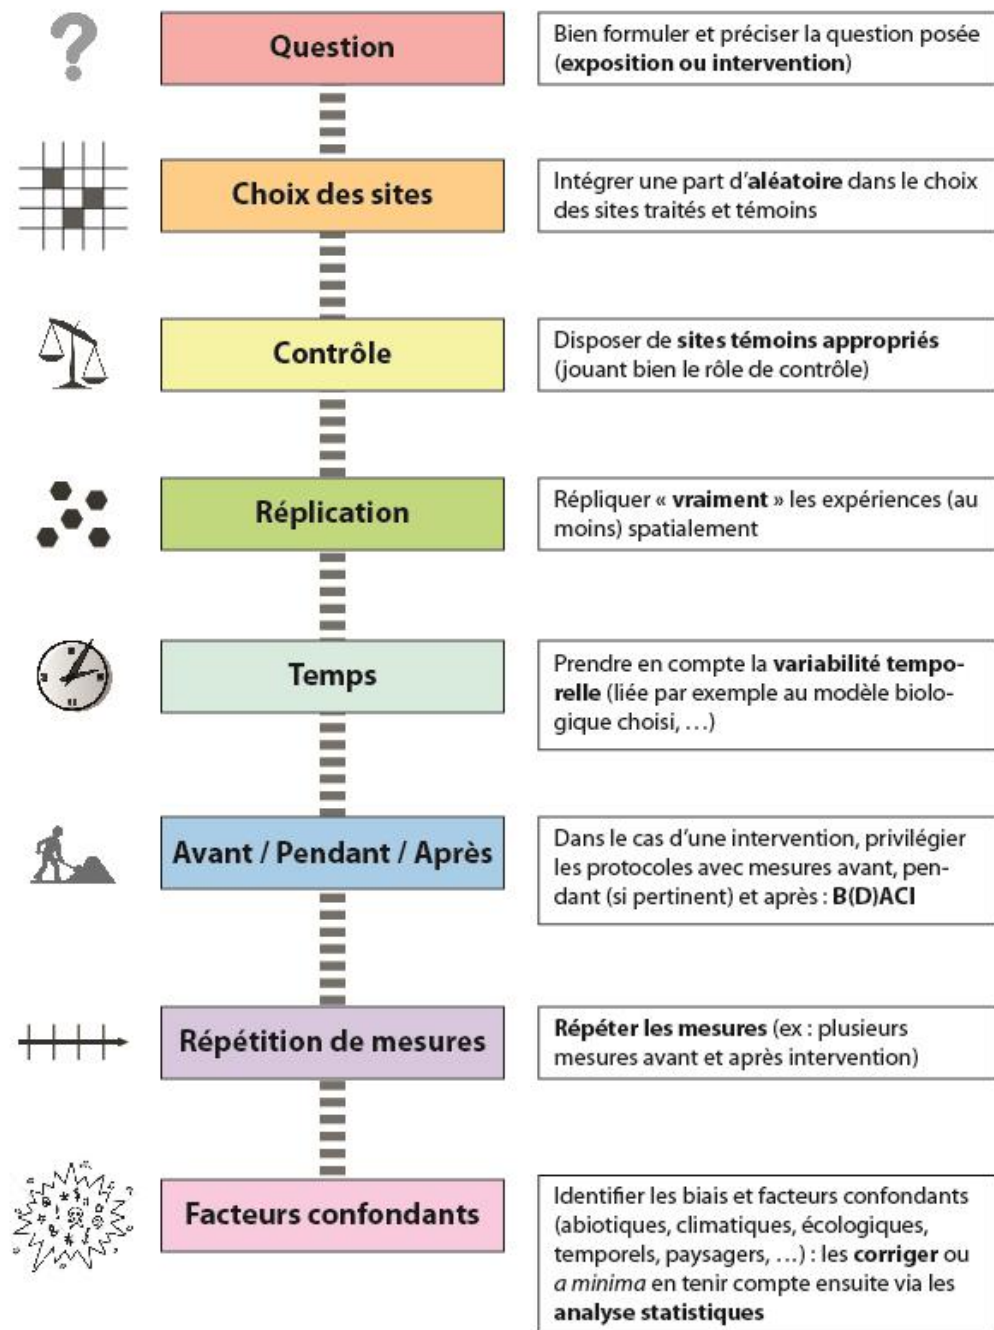 Question
Bien formuler et préciser la question posée
(exposition ou intervention)
Choix des sites
Intégrer une part d'aléatoire dans le choix
des sites traités et témoins
Contrôle
Disposer de sites témoins appropriés
(jouant bien le rôle de contrôle)
Réplication
Répliquer « vraiment » les expériences (au
moins) spatialement
Temps
Prendre en compte la variabilité tempo-
relle (liée par exemple au modèle biolo-
gique choisi, …)
Avant / Pendant / Après
Dans le cas d'une intervention, privilégier
les protocoles avec mesures avant, pen-
dant (si pertinent) et après : B(D)ACI
Répétition de mesures
Répéter les mesures (ex : plusieurs
mesures avant et après intervention)
Facteurs confondants
Identifier les biais et facteurs confondants
(abiotiques, climatiques, écologiques,
temporels, paysagers, …) : les corriger ou
a minima en tenir compte ensuite via les
analyse statistiques